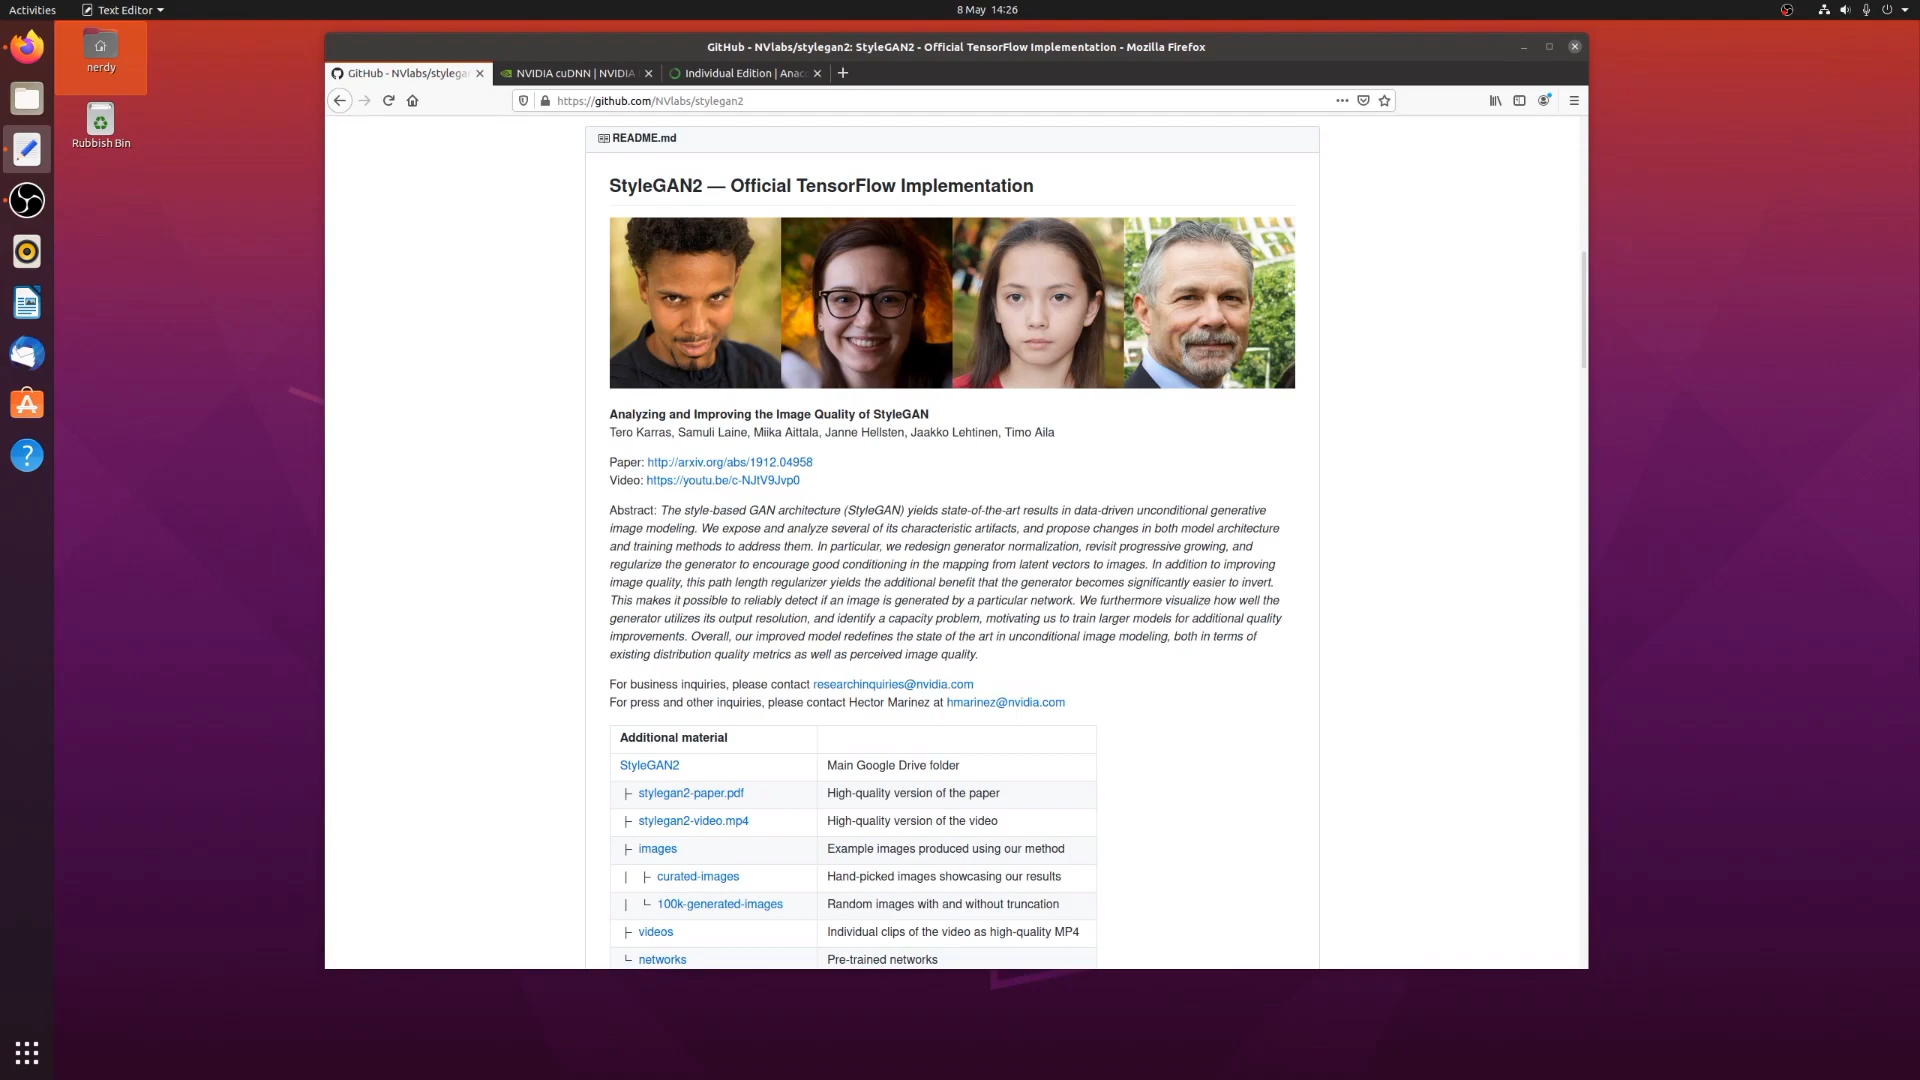 Activities
Text Editor
8 May 14:26
nerdy
Rubbish Bin
GitHub - NVlabs/stylegan2: StyleGAN2 - Official TensorFlow Implementation - Mozilla Firefox
GitHub - NVlabs/stylega
NVIDIA cuDNN | NVIDIA
Individual Edition | Anac
https://github.com/NVlabs/stylegan2
README.md
StyleGAN2 — Official TensorFlow Implementation
Analyzing and Improving the Image Quality of StyleGAN
Tero Karras, Samuli Laine, Miika Aittala, Janne Hellsten, Jaakko Lehtinen, Timo Aila
Paper: http://arxiv.org/abs/1912.04958
Video: https://youtu.be/c-NJtV9Jvp0
Abstract: The style-based GAN architecture (StyleGAN) yields state-of-the-art results in data-driven unconditional generative
image modeling. We expose and analyze several of its characteristic artifacts, and propose changes in both model architecture
and training methods to address them. In particular, we redesign generator normalization, revisit progressive growing, and
regularize the generator to encourage good conditioning in the mapping from latent vectors to images. In addition to improving
image quality, this path length regularizer yields the additional benefit that the generator becomes significantly easier to invert.
This makes it possible to reliably detect if an image is generated by a particular network. We furthermore visualize how well the
generator utilizes its output resolution, and identify a capacity problem, motivating us to train larger models for additional quality
improvements. Overall, our improved model redefines the state of the art in unconditional image modeling, both in terms of
existing distribution quality metrics as well as perceived image quality.
For business inquiries, please contact researchinquiries@nvidia.com
For press and other inquiries, please contact Hector Marinez at hmarinez@nvidia.com
Additional material
StyleGAN2 Main Google Drive folder
├ stylegan2-paper.pdf High-quality version of the paper
├ stylegan2-video.mp4 High-quality version of the video
├ images Example images produced using our method
│ ├ curated-images Hand-picked images showcasing our results
│ └ 100k-generated-images Random images with and without truncation
├ videos Individual clips of the video as high-quality MP4
└ networks Pre-trained networks